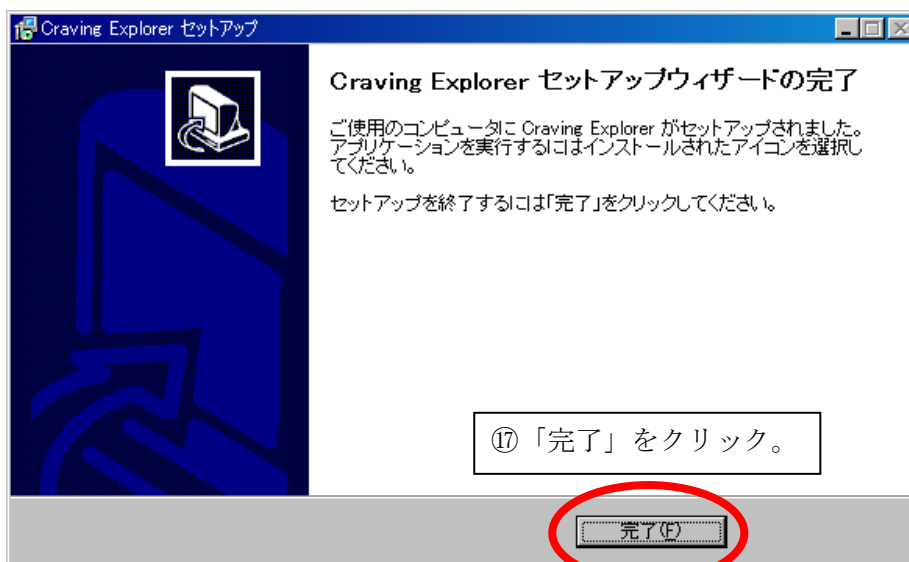 Craving Explorer セットアップ
Craving Explorer セットアップウィザードの完了
ご使用のコンピュータに Craving Explorer がセットアップされました。
アプリケーションを実行するにはインストールされたアイコンを選択し
てください。
セットアップを終了するには「完了」をクリックしてください。
⑰「完了」をクリック。
完了(F)